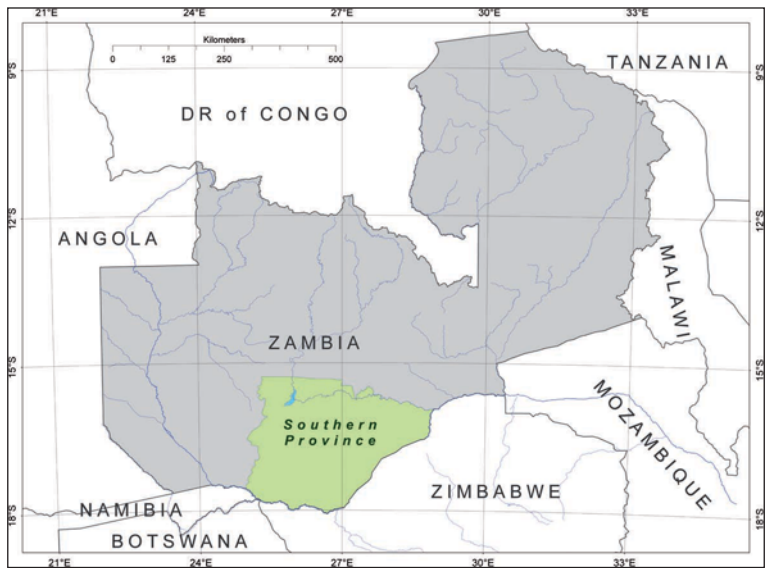 21°E 24°E 27°E 30°E 33°E
Kilometers
0 125 250 500
9°S
9°S
TANZANIA
DR of CONGO
12°S
12°S
ANGOLA
MALAWI
ZAMBIA
15°S
15°S
MOZAMBIQUE
Southern
Province
ZIMBABWE
NAMIBIA
18°S
18°S
BOTSWANA
21°E 24°E 27°E 30°E 33°E